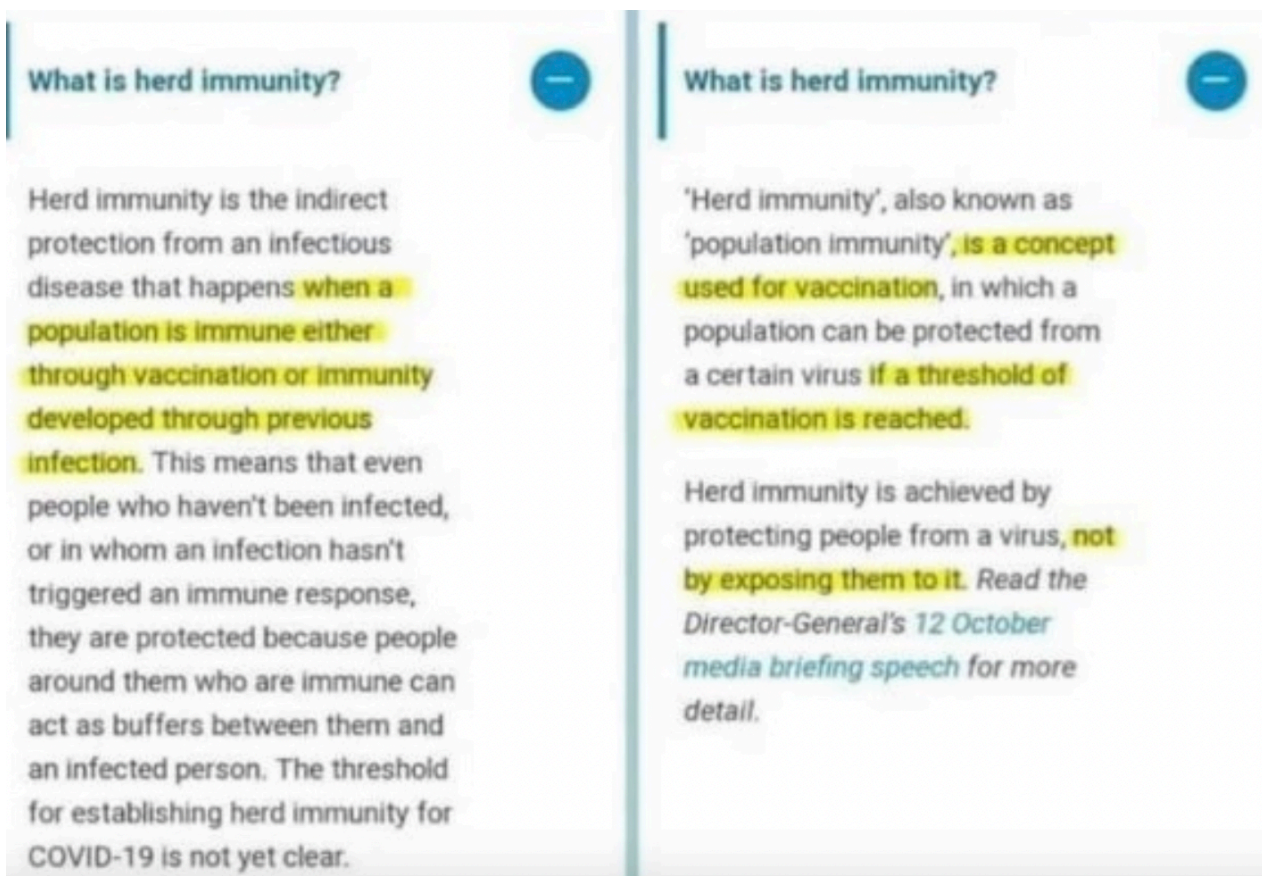 What is herd immunity?
Herd immunity is the indirect
protection from an infectious
disease that happens when a
population is immune either
through vaccination or immunity
developed through previous
infection. This means that even
people who haven't been infected,
or in whom an infection hasn't
triggered an immune response,
they are protected because people
around them who are immune can
act as buffers between them and
an infected person. The threshold
for establishing herd immunity for
COVID-19 is not yet clear.
What is herd immunity?
'Herd immunity', also known as
'population immunity', is a concept
used for vaccination, in which a
population can be protected from
a certain virus if a threshold of
vaccination is reached.
Herd immunity is achieved by
protecting people from a virus, not
by exposing them to it. Read the
Director-General's 12 October
media briefing speech for more
detail.